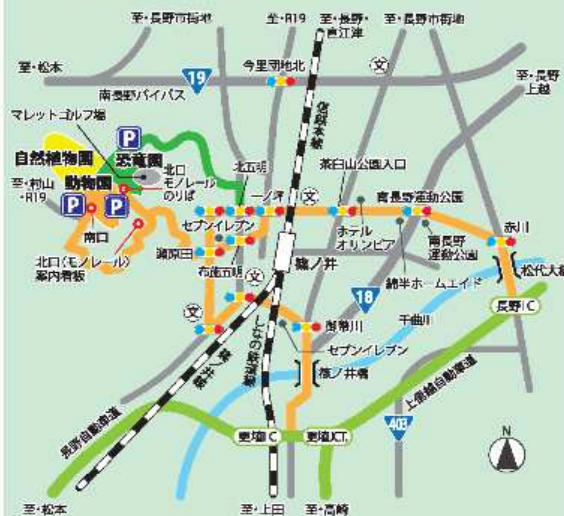 至・長野市街地
至・R19
至・長野・
直江津
至・長野市街地
至・松本
19
今里団地北
文
至・長野
上越
南長野バイパス
マレットゴルフ場
P
信越本線
自然植物園
恐竜園
北口
モノレール
のりば
北五明
一ノ坪
文
茶臼山公園入口
至・村山
・R19
動物園
P
P
南長野運動公園
赤川
南口
セブンイレブン
ホテル
オリンピア
南長野
運動公園
瀬原田
北口(モノレール)
案内看板
布施五明
篠ノ井
綿半ホームエイド
松代大橋
文
18
長野IC
文
御幣川
千曲川
セブンイレブン
篠ノ井線
しなの鉄道線
篠ノ井橋
上信越自動車道
長野自動車道
更埴IC
更埴JCT.
403
N
至・松本
至・上田
至・高崎